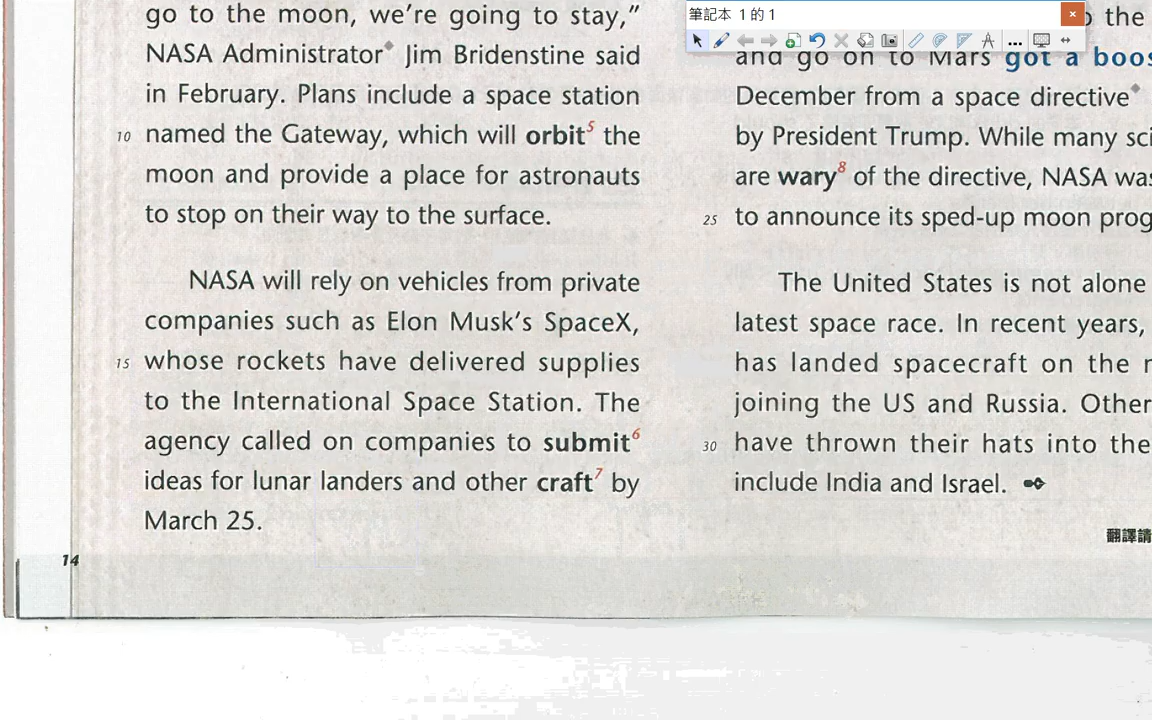 go to the moon, we're going to stay,"
NASA Administrator◆ Jim Bridenstine said
in February. Plans include a space station
10 named the Gateway, which will orbit5 the
moon and provide a place for astronauts
to stop on their way to the surface.
NASA will rely on vehicles from private
companies such as Elon Musk's SpaceX,
15 whose rockets have delivered supplies
to the International Space Station. The
agency called on companies to submit6
ideas for lunar landers and other craft7 by
March 25.
14
筆記本 1 的 1
the
and go on to Mars got a boos
December from a space directive◆
by President Trump. While many sci
are wary8 of the directive, NASA was
25 to announce its sped-up moon prog
The United States is not alone
latest space race. In recent years,
has landed spacecraft on the
joining the US and Russia. Other
30 have thrown their hats into the
include India and Israel.
翻譯請